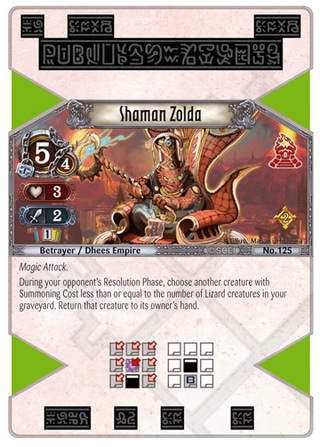 Shaman Zolda
5
4
3
2
1
Betrayer / Dhees Empire
SCE
No.125
Magic Attack.
During your opponent's Resolution Phase, choose another creature with
Summoning Cost less than or equal to the number of Lizard creatures in your
graveyard. Return that creature to its owner's hand.